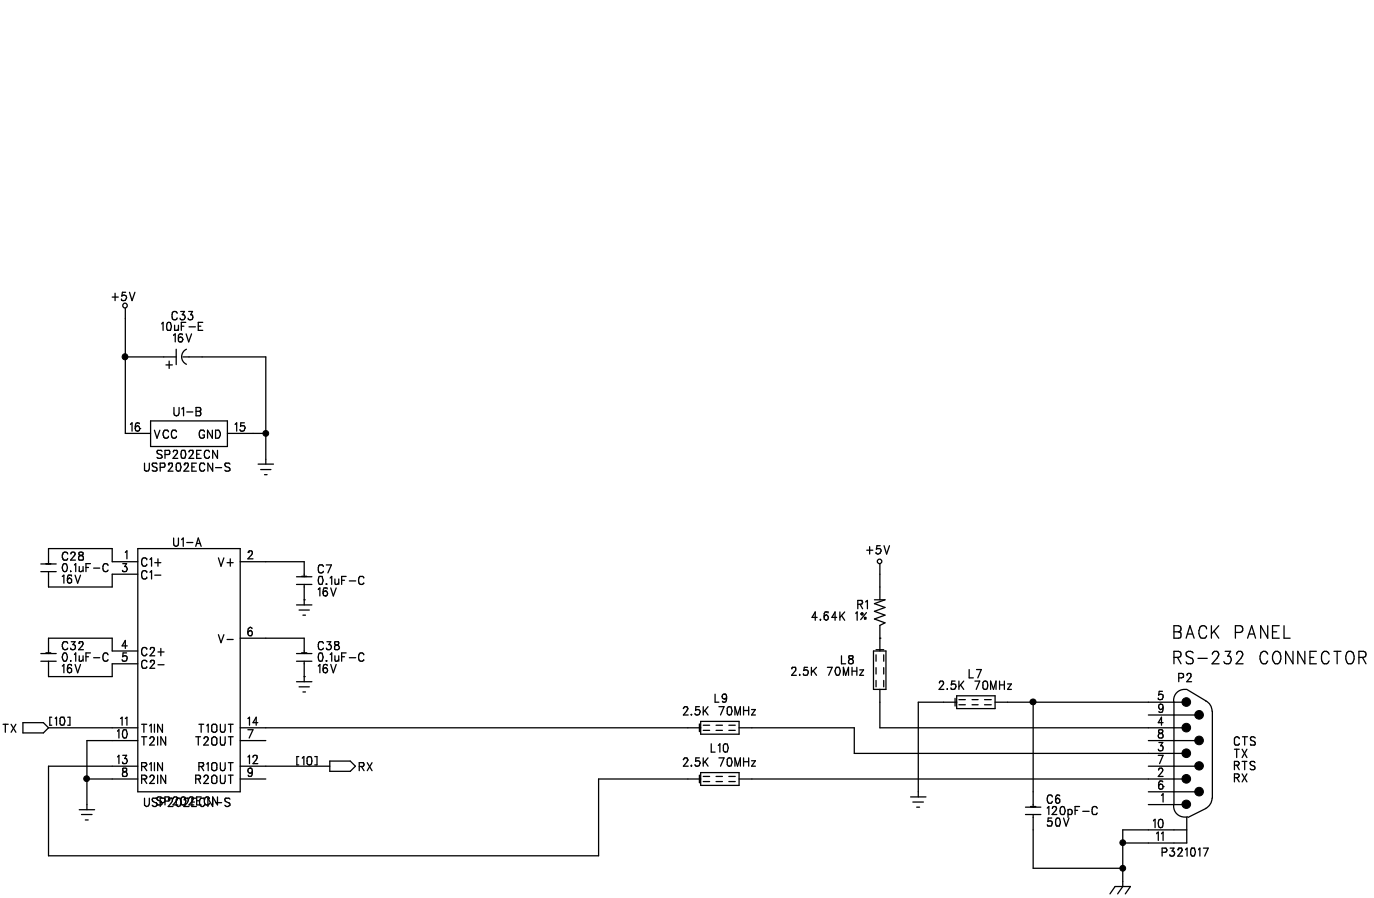 +5V
C33
10uF-E
16V
+
U1-B
16
VCC
GND
15
SP202ECN
USP202ECN-S
U1-A
C28
0.1uF-C
16V
1
3
C1+
C1-
V+
2
C7
0.1uF-C
16V
C32
0.1uF-C
16V
4
5
C2+
C2-
V-
6
C38
0.1uF-C
16V
TX
[10]
11
10
T1IN
T2IN
T1OUT
T2OUT
14
7
13
8
R1IN
R2IN
R1OUT
R2OUT
12
9
[10]
RX
USP202ECN-S
SP202ECN
L9
2.5K 70MHz
L10
2.5K 70MHz
+5V
R1
4.64K 1%
L8
2.5K 70MHz
L7
2.5K 70MHz
C6
120pF-C
50V
BACK PANEL
RS-232 CONNECTOR
P2
5
9
4
8
3
7
2
6
1
10
11
CTS
TX
RTS
RX
P321017